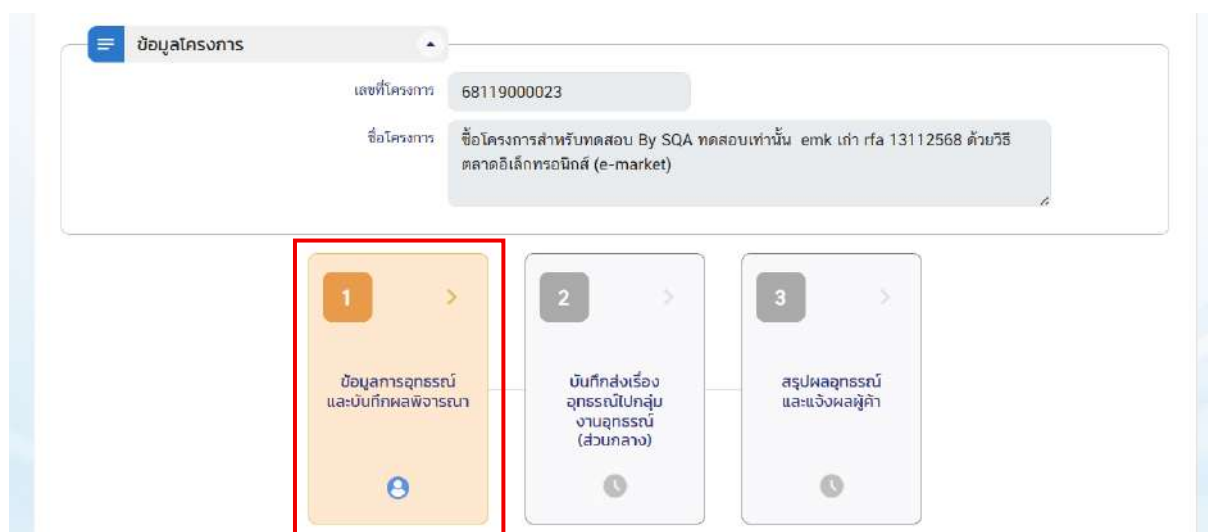 ข้อมูลโครงการ
เลขที่โครงการ 68119000023
ชื่อโครงการ ซื้อโครงการสำหรับทดสอบ By SQA ทดสอบเท่านั้น emk เก่า rfa 13112568 ด้วยวิธี
ตลาดอิเล็กทรอนิกส์ (e-market)
1
ข้อมูลการอุทธรณ์
และบันทึกผลพิจารณา
2
บันทึกส่งเรื่อง
อุทธรณ์ไปกลุ่ม
งานอุทธรณ์
(ส่วนกลาง)
3
สรุปผลอุทธรณ์
และแจ้งผลผู้ค้า